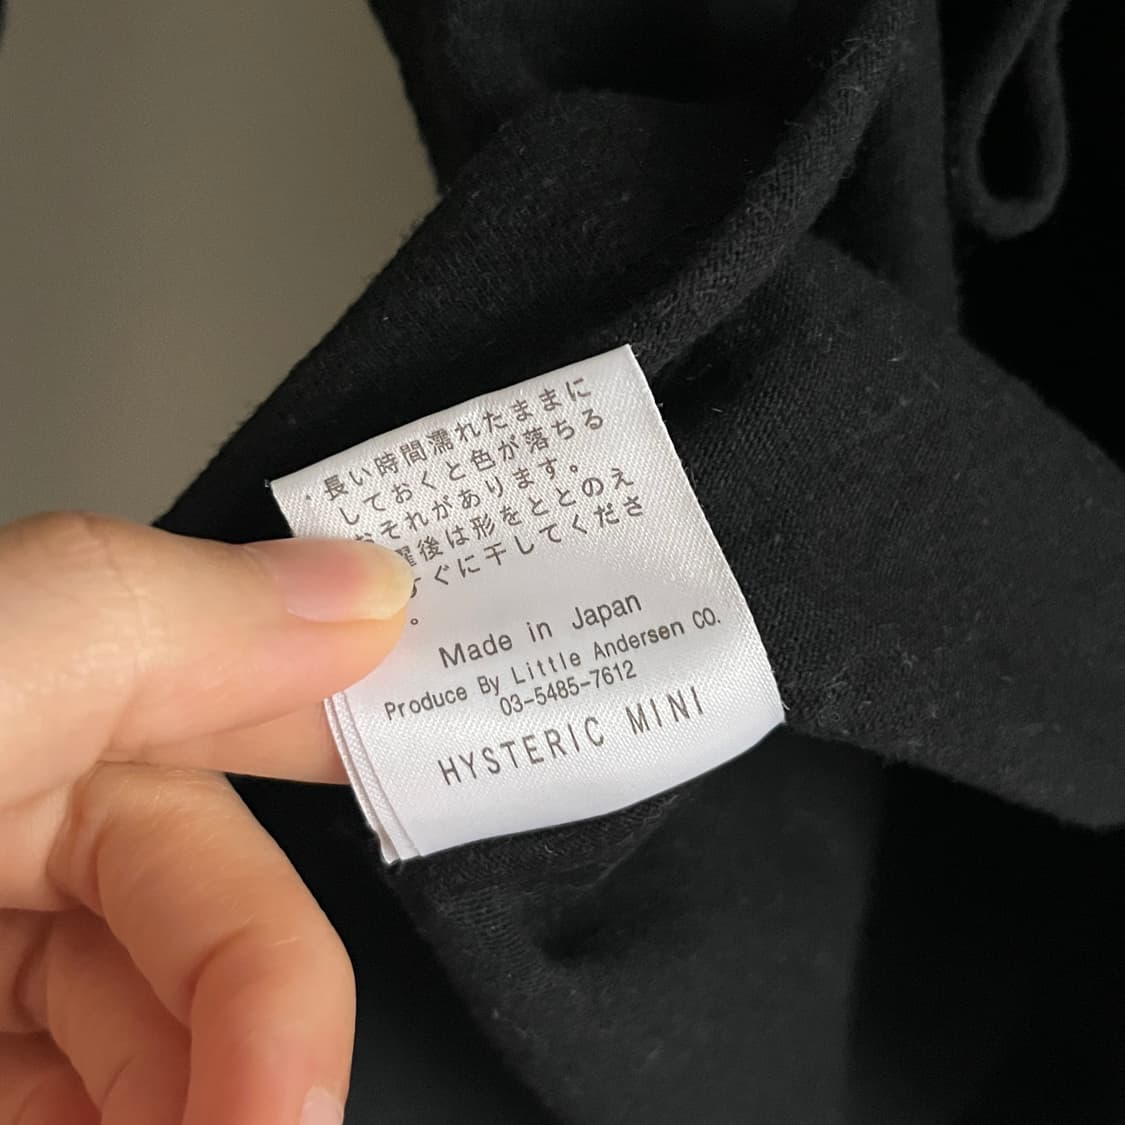 ・長い時間濡れたままに
しておくと色が落ちる
おそれがあります。
濯後は形をととのえ
すぐに干してくださ
。
Made in Japan
Produce By Little Andersen CO.
03-5485-7612
HYSTERIC MINI